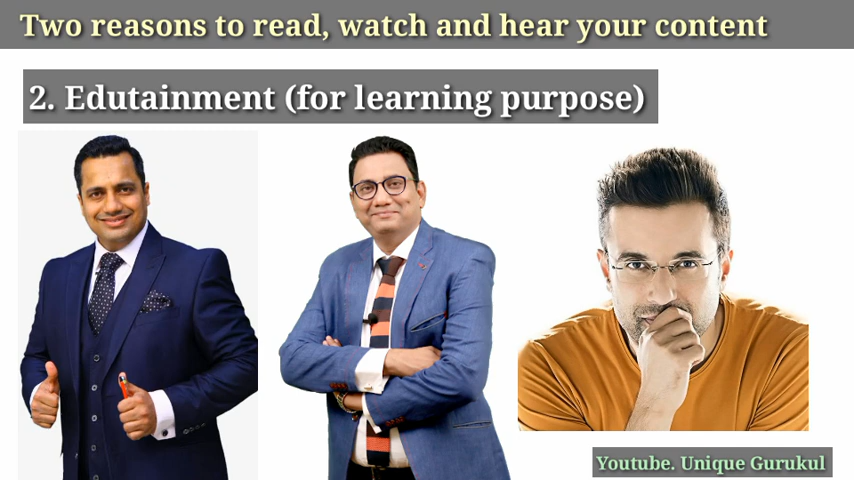 Two reasons to read, watch and hear your content
2. Edutainment (for learning purpose)
Youtube. Unique Gurukul